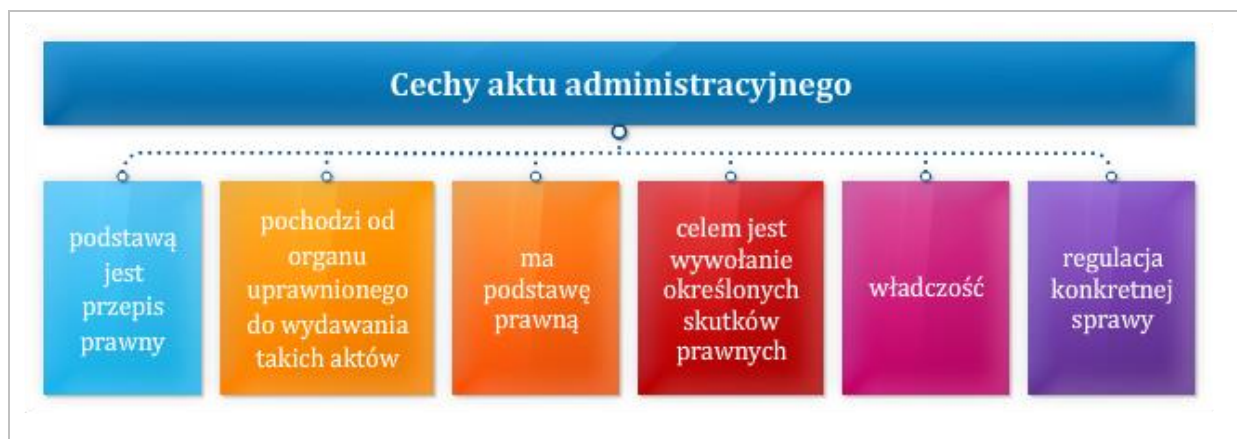 Cechy aktu administracyjnego
podstawą
jest
przepis
prawny
pochodzi od
organu
uprawnionego
do wydawania
takich aktów
ma
podstawę
prawną
celem jest
wywołanie
określonych
skutków
prawnych
władczość
regulacja
konkretnej
sprawy